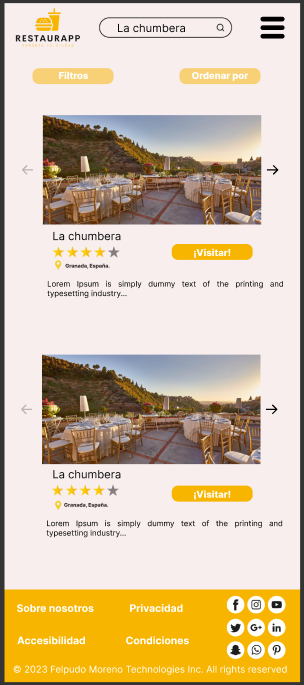 La chumbera
RESTAURAPP
Filtros
Ordenar por
La chumbera
¡Visitar!
Granada, España.
Lorem Ipsum is simply dummy text of the printing and
typesetting industry...
La chumbera
¡Visitar!
Granada, España.
Lorem Ipsum is simply dummy text of the printing and
typesetting industry...
Sobre nosotros
Privacidad
Accesibilidad
Condiciones
© 2023 Felpudo Moreno Technologies Inc. All rights reserved